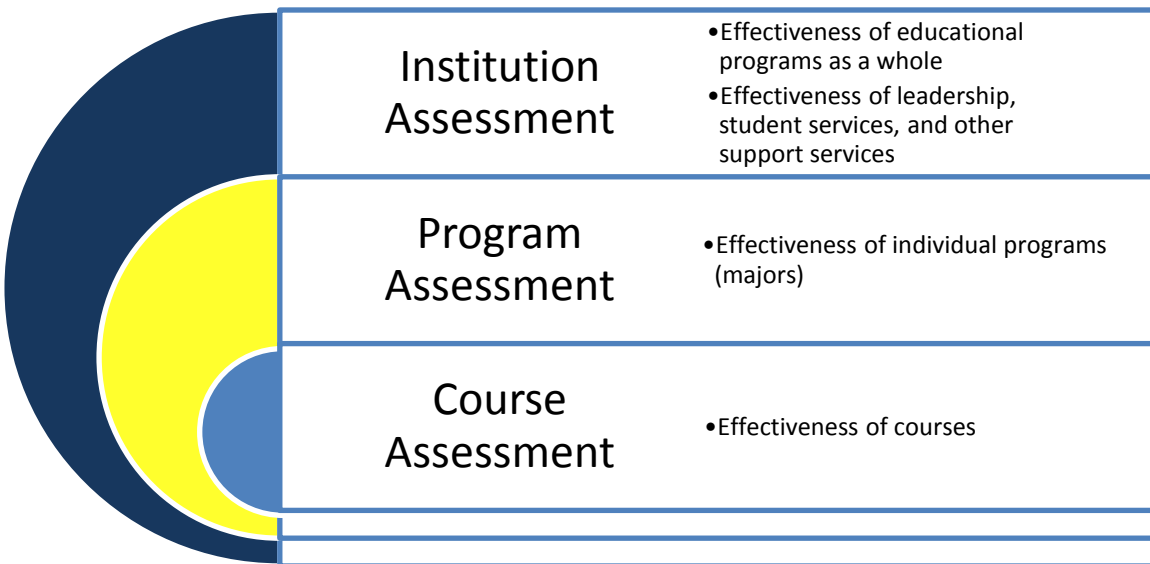 Institution
Assessment
•Effectiveness of educational
programs as a whole
•Effectiveness of leadership,
student services, and other
support services
Program
Assessment
•Effectiveness of individual programs
(majors)
Course
Assessment
•Effectiveness of courses